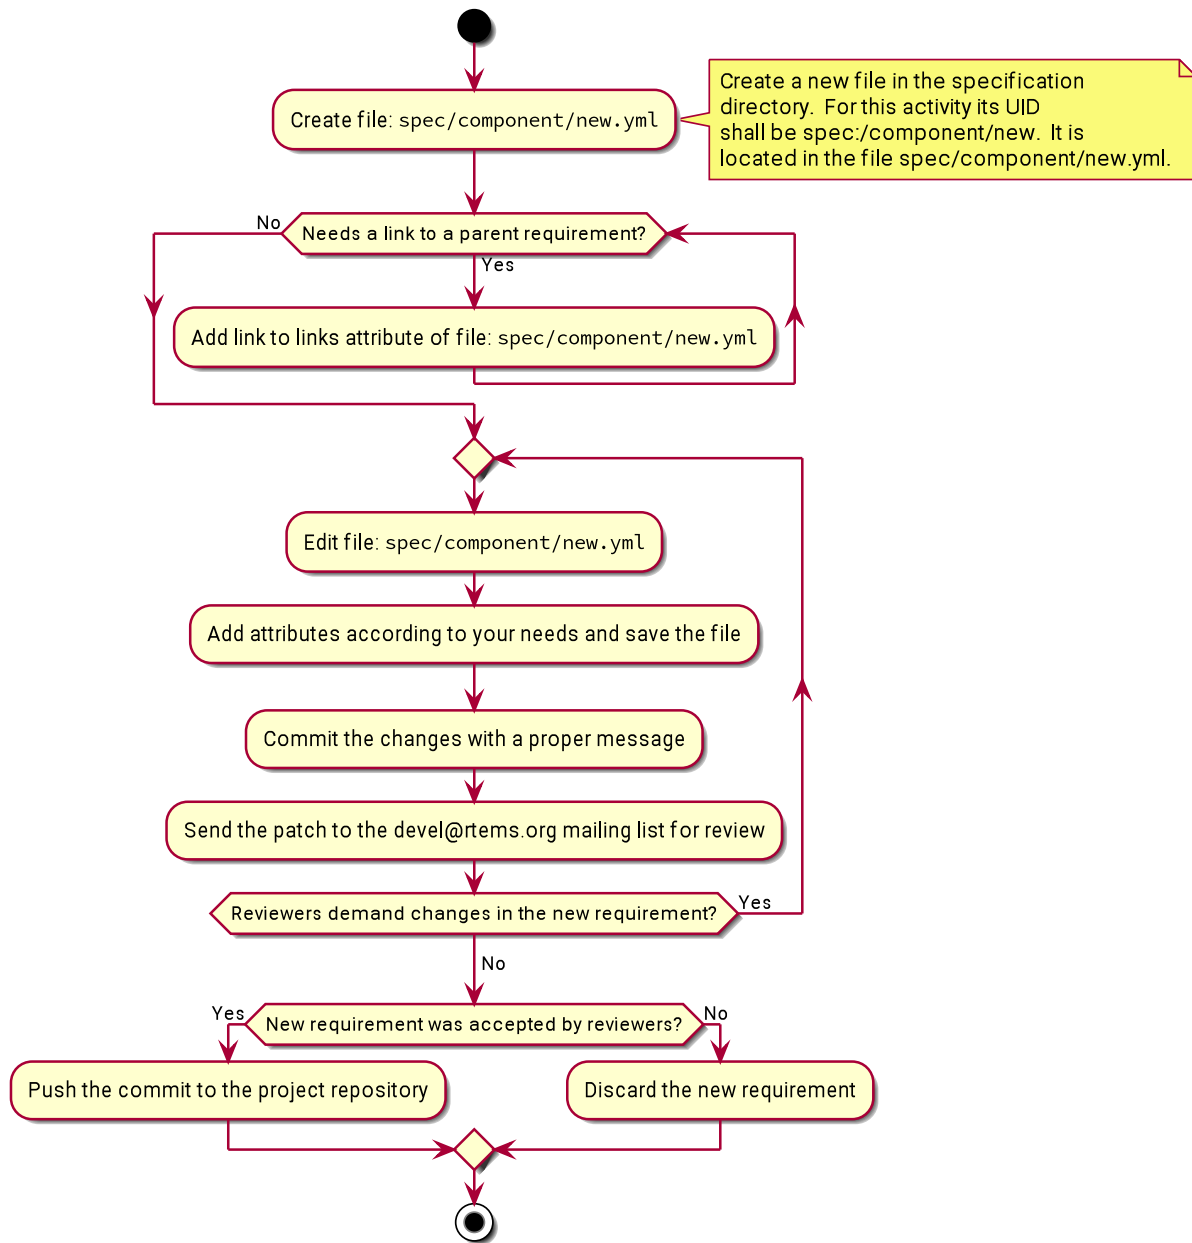 Create file: spec/component/new.yml
Create a new file in the specification
directory.  For this activity its UID
shall be spec:/component/new.  It is
located in the file spec/component/new.yml.
No
Needs a link to a parent requirement?
Yes
Add link to links attribute of file: spec/component/new.yml
Edit file: spec/component/new.yml
Add attributes according to your needs and save the file
Commit the changes with a proper message
Send the patch to the devel@rtems.org mailing list for review
Reviewers demand changes in the new requirement?
Yes
No
Yes
New requirement was accepted by reviewers?
No
Push the commit to the project repository
Discard the new requirement